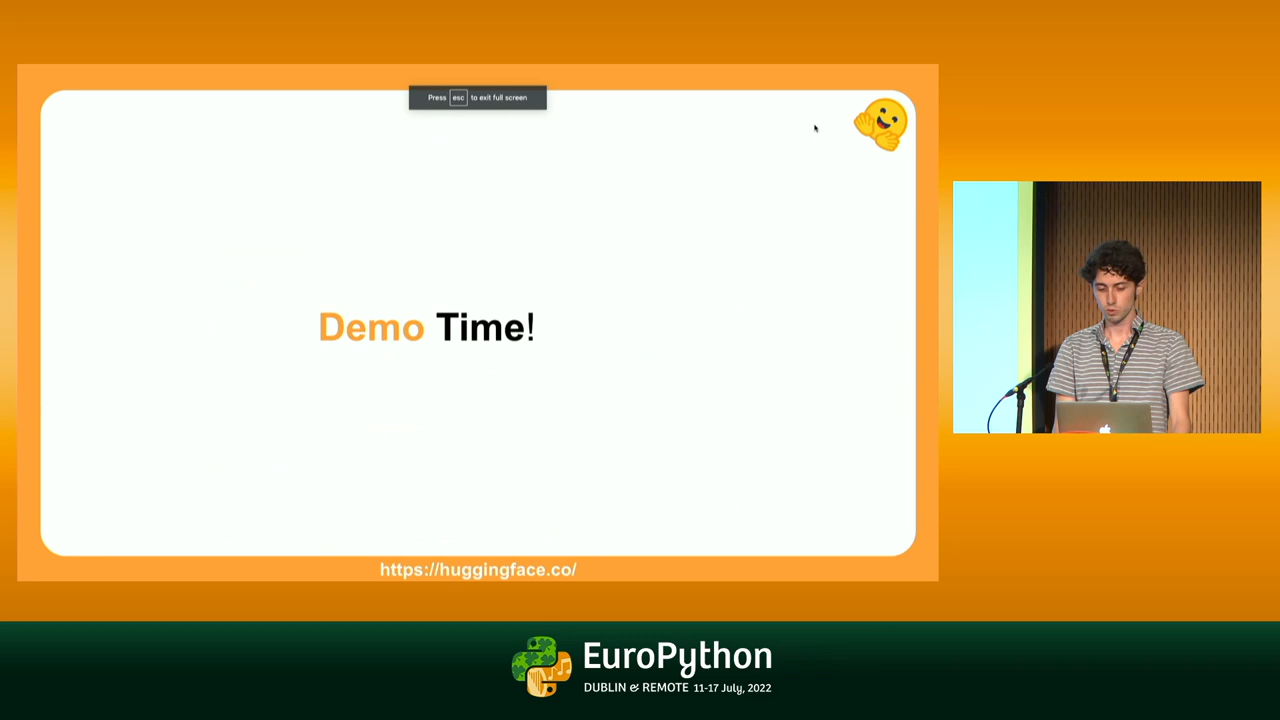 Press esc to exit full screen
Demo Time!
https://huggingface.co/
EuroPython
DUBLIN & REMOTE 11-17 July, 2022